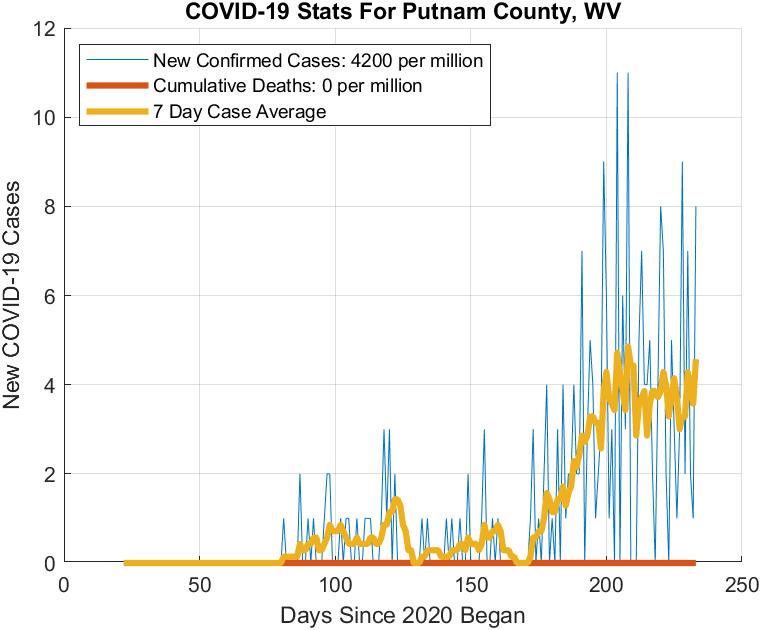 COVID-19 Stats For Putnam County, WV
12
10
8
6
4
2
0
New COVID-19 Cases
New Confirmed Cases: 4200 per million
Cumulative Deaths: 0 per million
7 Day Case Average
0 50 100 150 200 250
Days Since 2020 Began